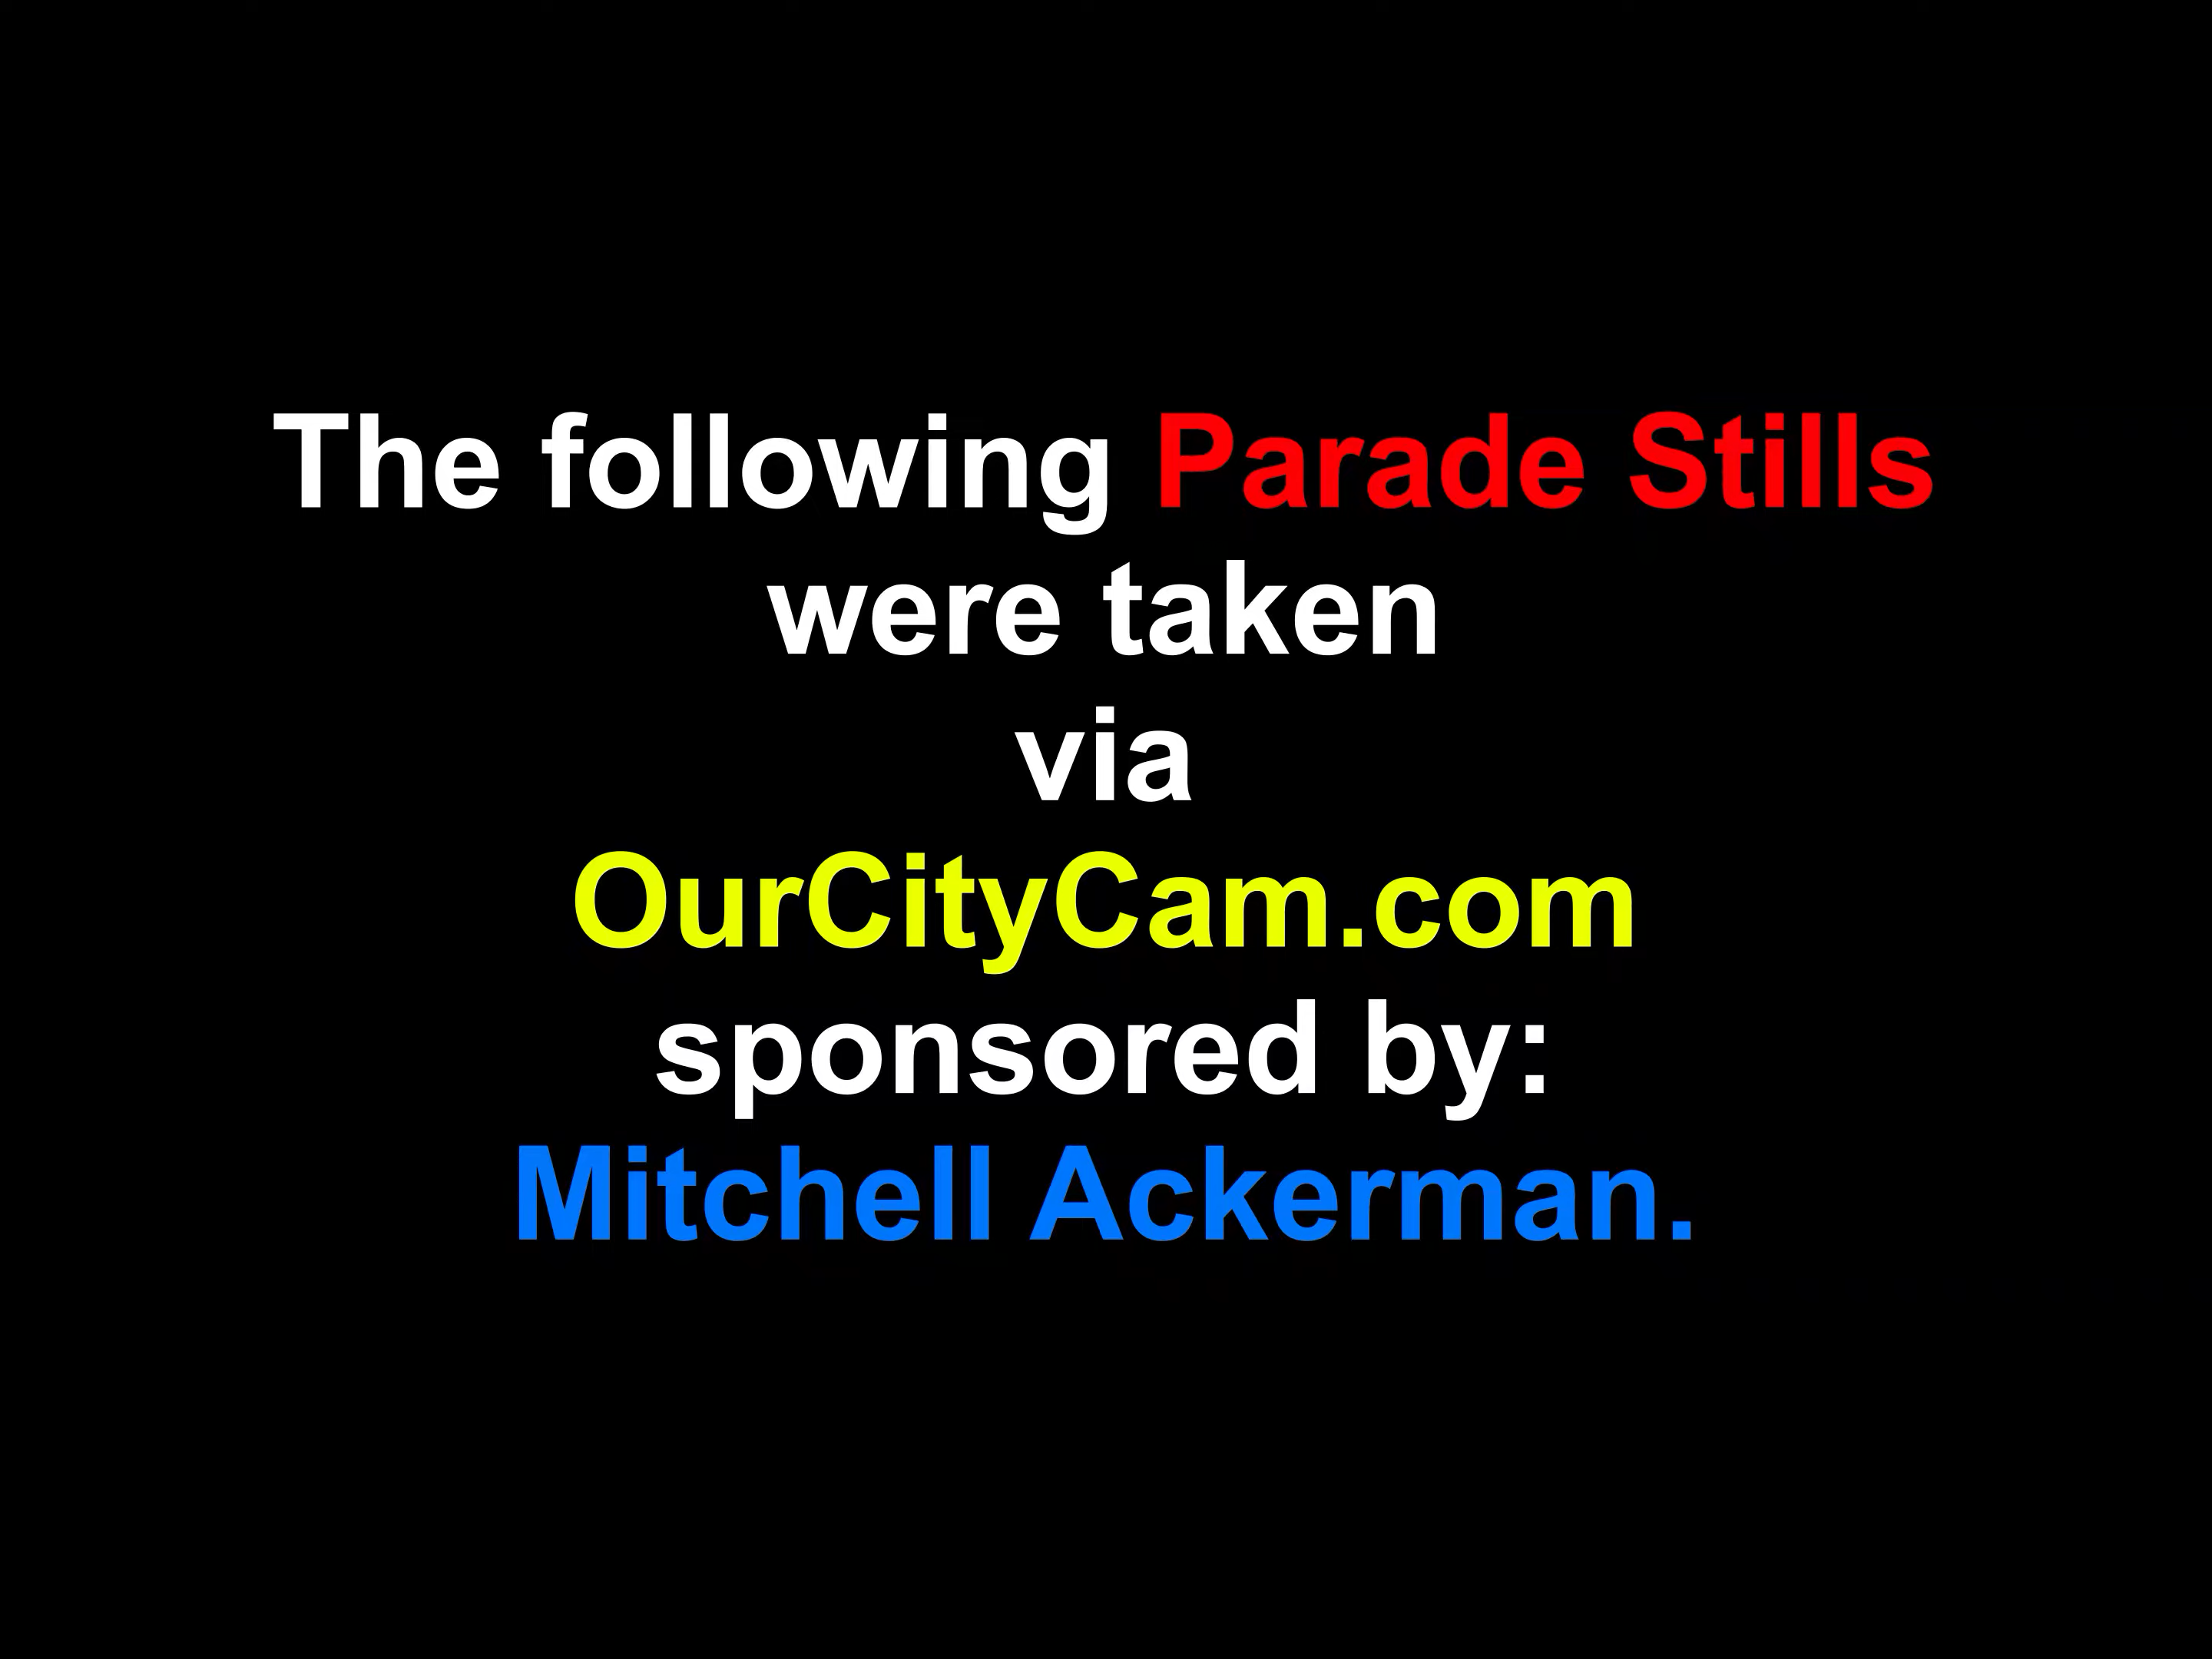 The following Parade Stills
were taken
via
OurCityCam.com
sponsored by:
Mitchell Ackerman.